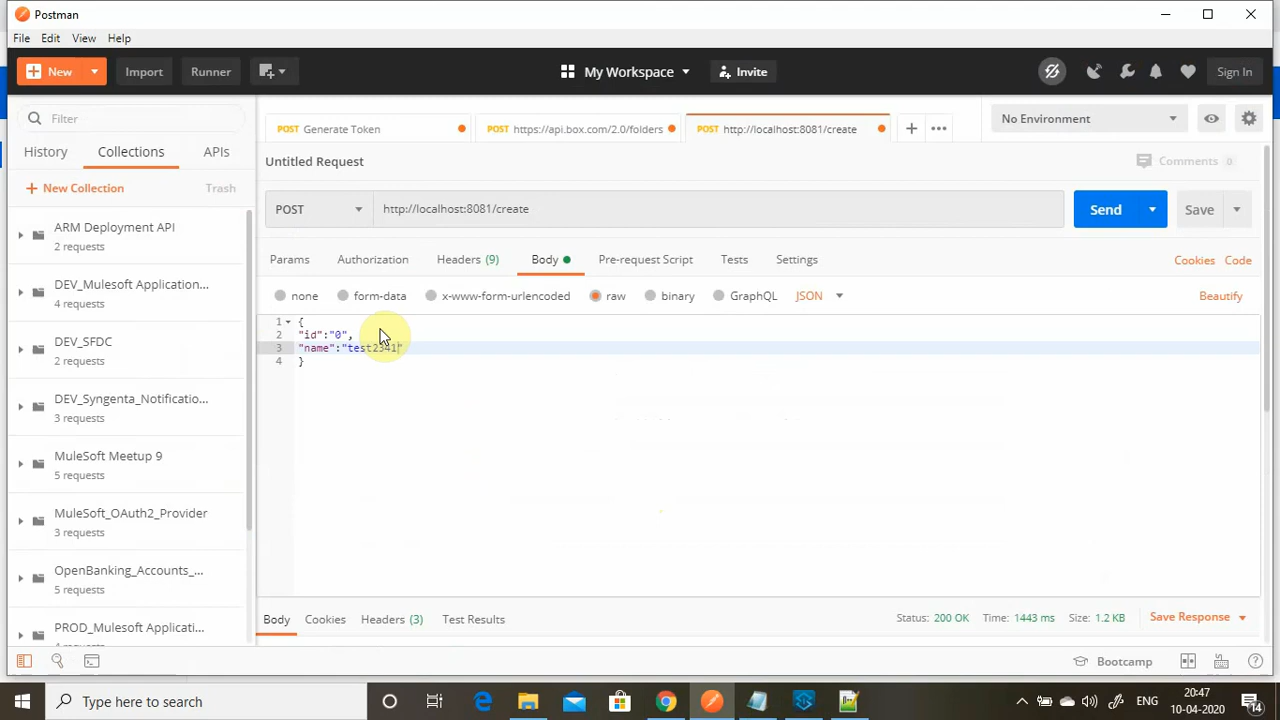 Postman
File Edit View Help
New Import Runner My Workspace Invite Sign In
Filter
History Collections APIs
New Collection Trash
ARM Deployment API
2 requests
DEV_Mulesoft Application...
4 requests
DEV_SFDC
2 requests
DEV_Syngenta_Notificatio...
3 requests
MuleSoft Meetup 9
5 requests
MuleSoft_OAuth2_Provider
3 requests
OpenBanking_Accounts_...
5 requests
PROD_Mulesoft Applicati...
POST Generate Token POST https://api.box.com/2.0/folders POST http://localhost:8081/create + ••• No Environment
Untitled Request Comments 0
POST http://localhost:8081/create Send Save
Params Authorization Headers (9) Body Pre-request Script Tests Settings Cookies Code
none form-data x-www-form-urlencoded raw binary GraphQL JSON Beautify
1 {
2 "id":"0",
3 "name":"test2341"
4 }
Body Cookies Headers (3) Test Results Status: 200 OK Time: 1443 ms Size: 1.2 KB Save Response
Bootcamp
Type here to search ENG 20:47
10-04-2020 14